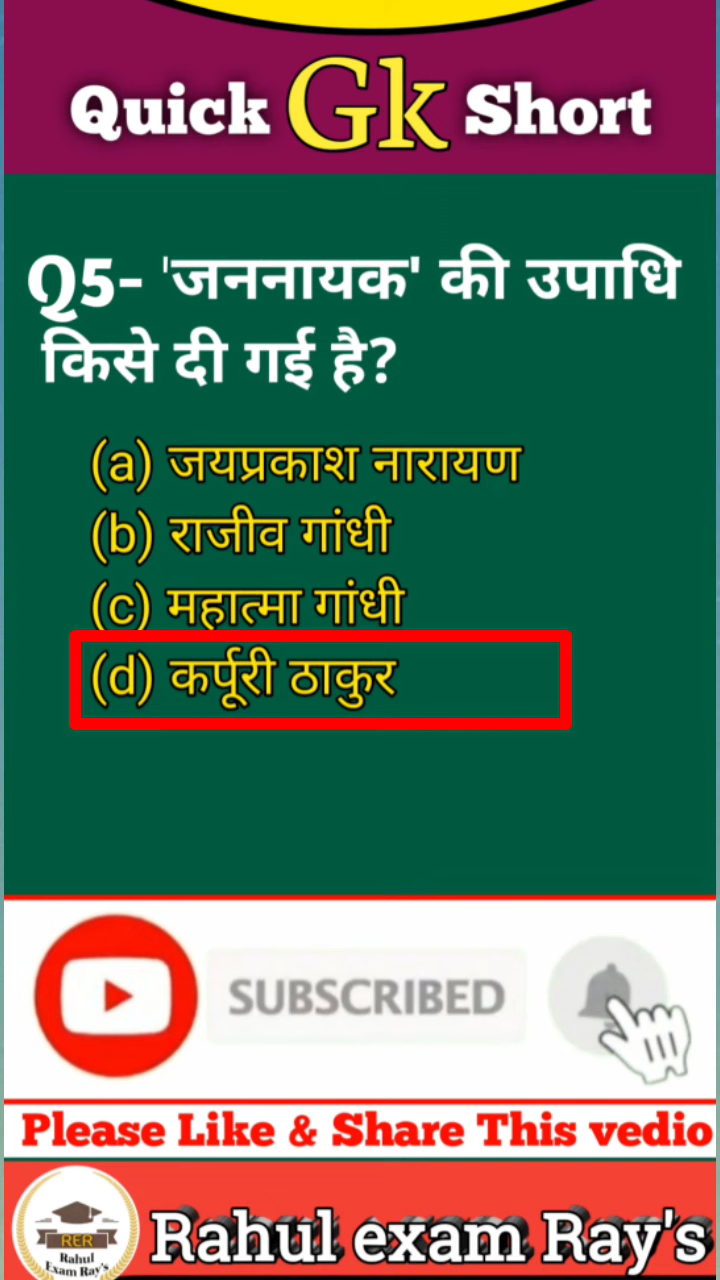 Quick Gk Short
Q5- 'जननायक' की उपाधि
किसे दी गई है?
(a) जयप्रकाश नारायण
(b) राजीव गांधी
(c) महात्मा गांधी
(d) कर्पूरी ठाकुर
SUBSCRIBED
Please Like & Share This vedio
RER
Rahul
Exam Ray's
Rahul exam Ray's